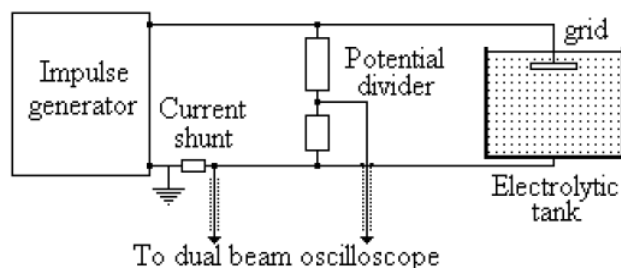 Impulse
generator
Current
shunt
Potential
divider
grid
Electrolytic
tank
To dual beam oscilloscope